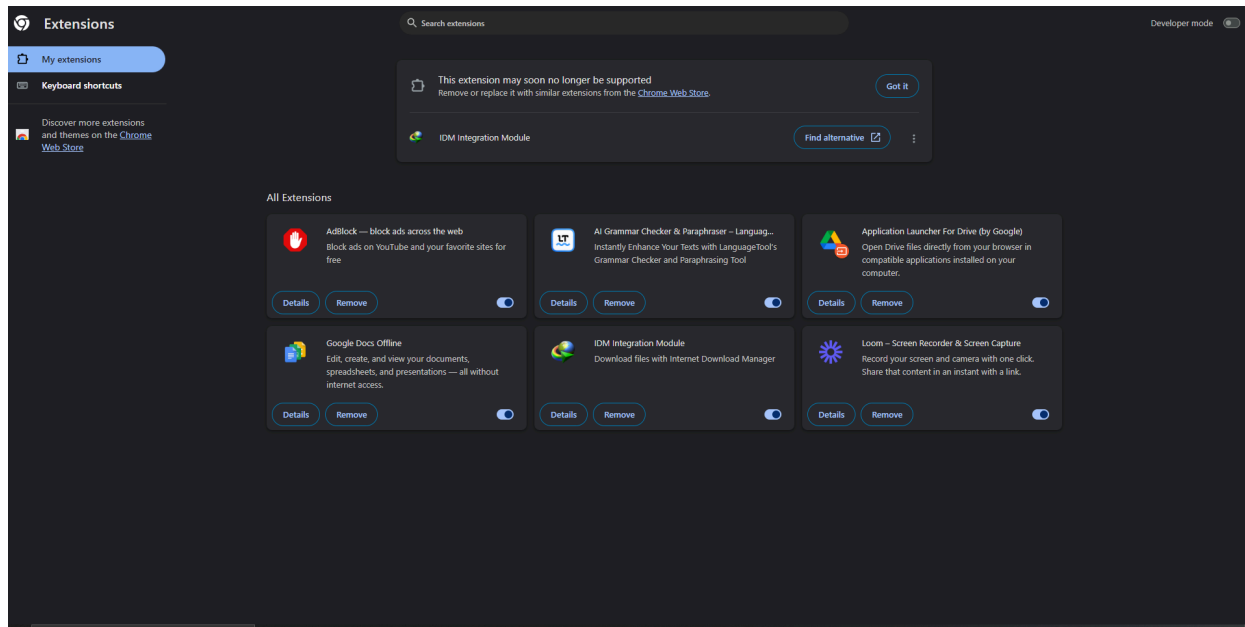 Extensions
Search extensions
Developer mode
My extensions
Keyboard shortcuts
Discover more extensions
and themes on the Chrome
Web Store
This extension may soon no longer be supported
Remove or replace it with similar extensions from the Chrome Web Store.
Got it
IDM Integration Module
Find alternative
All Extensions
AdBlock — block ads across the web
Block ads on YouTube and your favorite sites for
free
Details
Remove
LT
AI Grammar Checker & Paraphraser – Languag...
Instantly Enhance Your Texts with LanguageTool's
Grammar Checker and Paraphrasing Tool
Details
Remove
Application Launcher For Drive (by Google)
Open Drive files directly from your browser in
compatible applications installed on your
computer.
Details
Remove
Google Docs Offline
Edit, create, and view your documents,
spreadsheets, and presentations — all without
internet access.
Details
Remove
IDM Integration Module
Download files with Internet Download Manager
Details
Remove
Loom – Screen Recorder & Screen Capture
Record your screen and camera with one click.
Share that content in an instant with a link.
Details
Remove